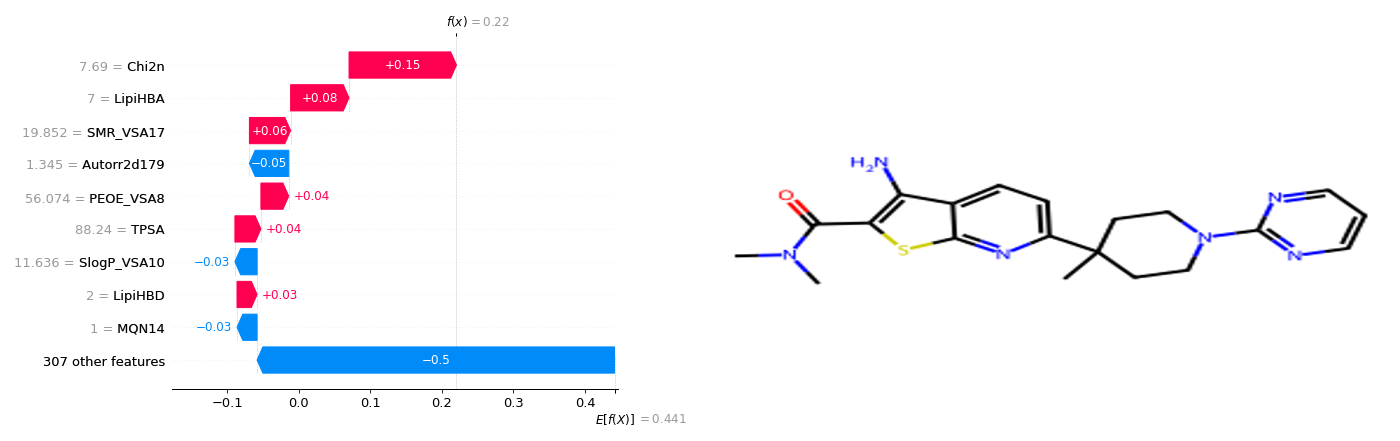 f(x) = 0.22
7.69 = Chi2n
+0.15
7 = LipiHBA
+0.08
19.852 = SMR_VSA17
+0.06
1.345 = Autorr2d179
−0.05
56.074 = PEOE_VSA8
+0.04
88.24 = TPSA
+0.04
11.636 = SlogP_VSA10
−0.03
2 = LipiHBD
+0.03
1 = MQN14
−0.03
307 other features
−0.5
−0.1 0.0 0.1 0.2 0.3 0.4
E[f(X)] = 0.441
H₂N
O
N
S
N
N
N
N